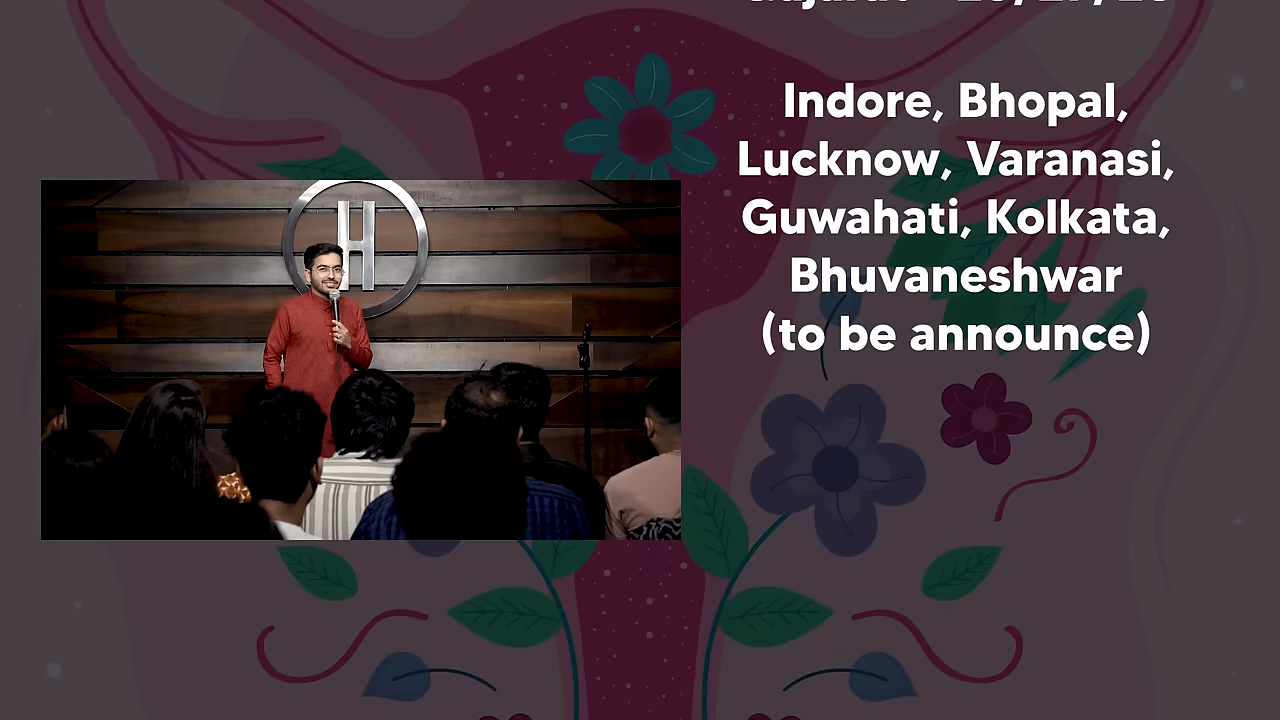 H
Indore, Bhopal,
Lucknow, Varanasi,
Guwahati, Kolkata,
Bhuvaneshwar
(to be announce)